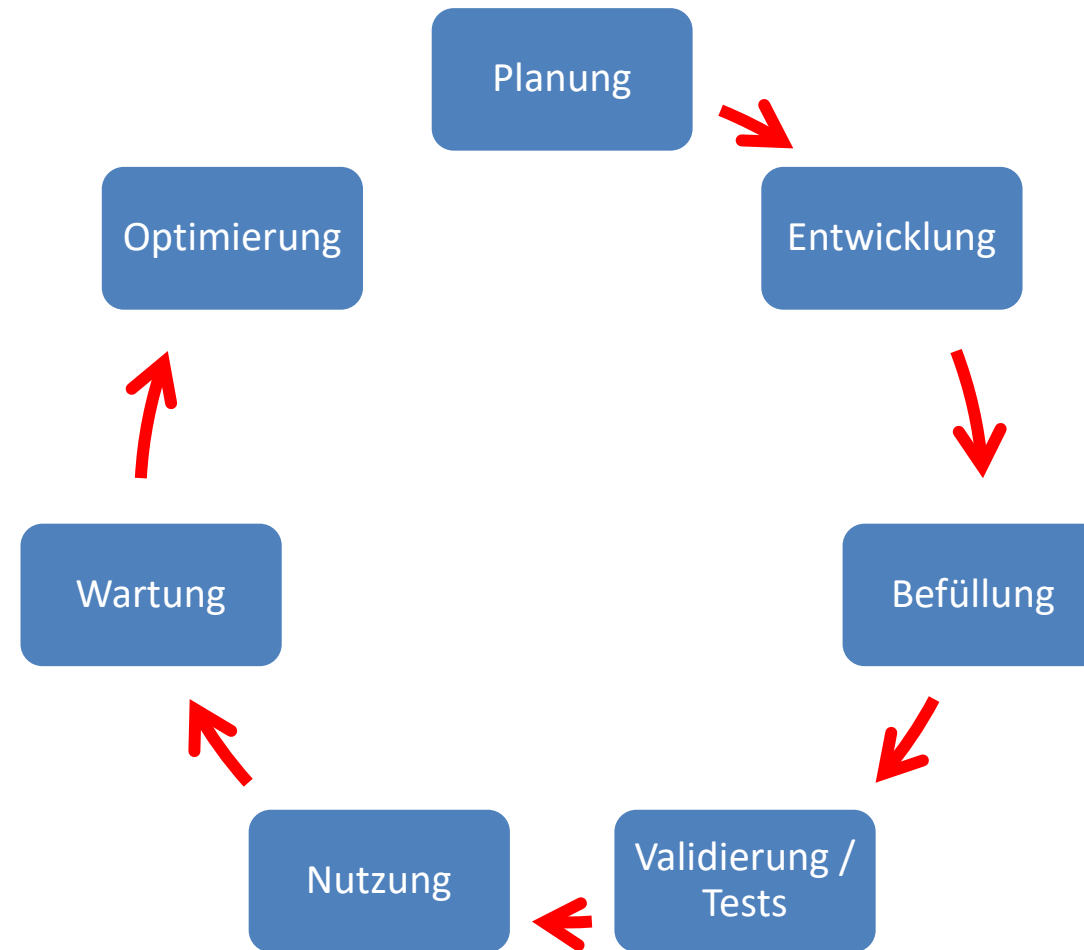 Planung
Entwicklung
Befüllung
Validierung /
Tests
Nutzung
Wartung
Optimierung